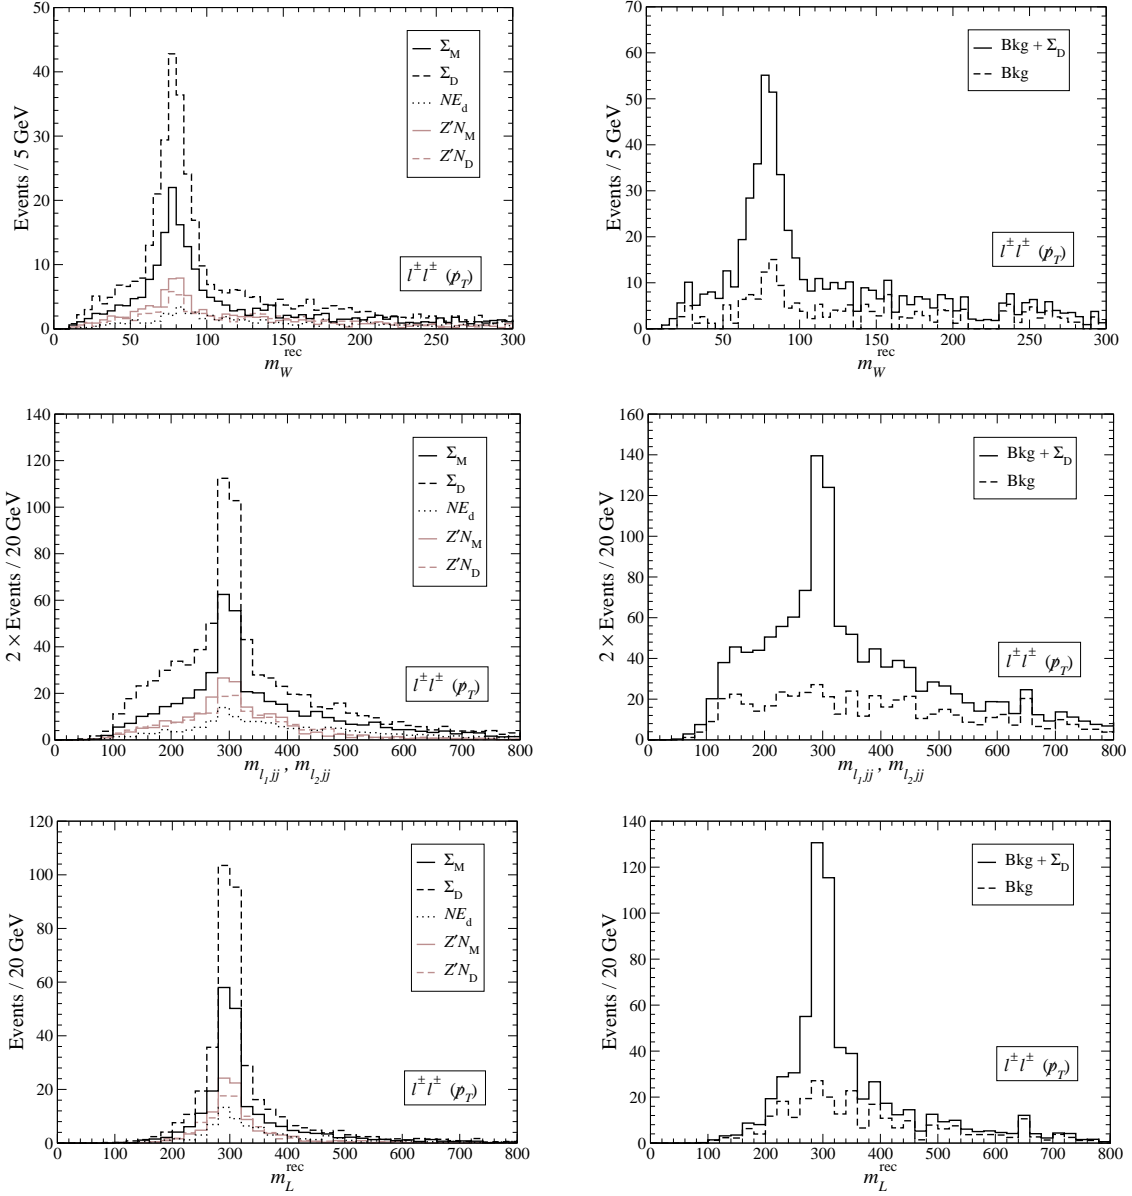 50
40
30
20
10
0
Events / 5 GeV
Σ_M
Σ_D
NE_d
Z′N_M
Z′N_D
l^± l^± (p̸_T)
0 50 100 150 200 250 300
m_W^rec
70
60
50
40
30
20
10
0
Events / 5 GeV
Bkg + Σ_D
Bkg
l^± l^± (p̸_T)
0 50 100 150 200 250 300
m_W^rec
140
120
100
80
60
40
20
0
2 × Events / 20 GeV
Σ_M
Σ_D
NE_d
Z′N_M
Z′N_D
l^± l^± (p̸_T)
0 100 200 300 400 500 600 700 800
m_{l_1 jj} , m_{l_2 jj}
160
140
120
100
80
60
40
20
0
2 × Events / 20 GeV
Bkg + Σ_D
Bkg
l^± l^± (p̸_T)
0 100 200 300 400 500 600 700 800
m_{l_1 jj} , m_{l_2 jj}
120
100
80
60
40
20
0
Events / 20 GeV
Σ_M
Σ_D
NE_d
Z′N_M
Z′N_D
l^± l^± (p̸_T)
0 100 200 300 400 500 600 700 800
m_L^rec
140
120
100
80
60
40
20
0
Events / 20 GeV
Bkg + Σ_D
Bkg
l^± l^± (p̸_T)
0 100 200 300 400 500 600 700 800
m_L^rec